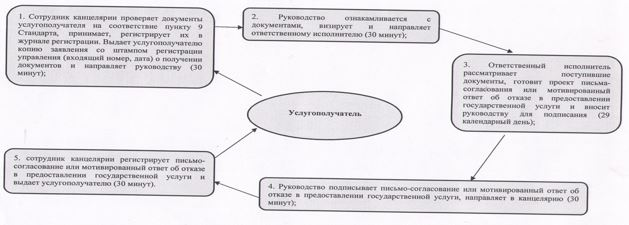 1. Сотрудник канцелярии проверяет документы
услугополучателя на соответствие пункту 9
Стандарта, принимает, регистрирует их в
журнале регистрации. Выдает услугополучателю
копию заявления со штампом регистрации
управления (входящий номер, дата) о получении
документов и направляет руководству (30
минут);
2. Руководство ознакамливается с
документами, визирует и направляет
ответственному исполнителю (30 минут);
3. Ответственный исполнитель
рассматривает поступившие
документы, готовит проект письма-
согласования или мотивированный
ответ об отказе в предоставлении
государственной услуги и вносит
руководству для подписания (29
календарный день);
Услугополучатель
4. Руководство подписывает письмо-согласование или мотивированный ответ об
отказе в предоставлении государственной услуги, направляет в канцелярию (30
минут);
5. сотрудник канцелярии регистрирует письмо-
согласование или мотивированный ответ об отказе
в предоставлении государственной услуги и
выдает услугополучателю (30 минут).